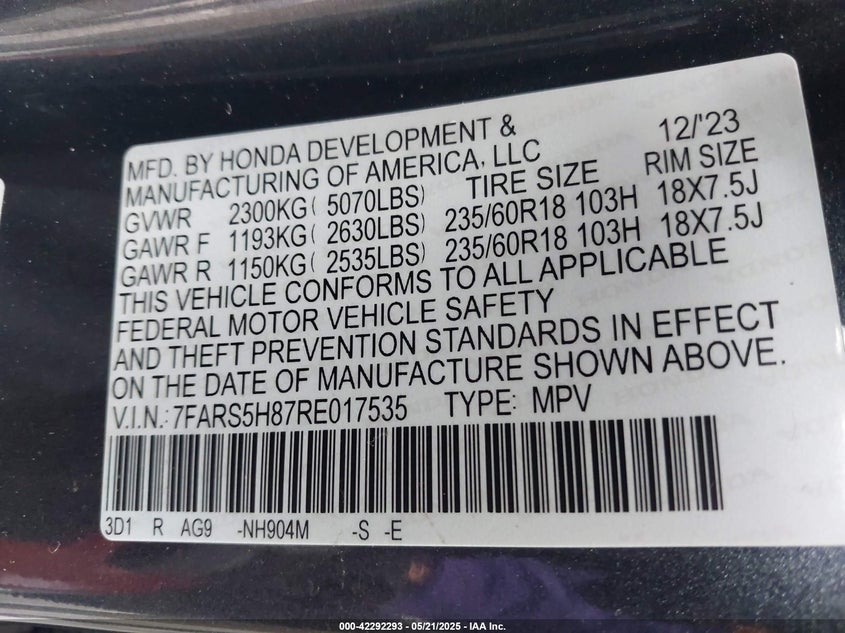 MFD. BY HONDA DEVELOPMENT & 12/'23
MANUFACTURING OF AMERICA, LLC
TIRE SIZE RIM SIZE
GVWR 2300KG( 5070LBS)
GAWR F 1193KG( 2630LBS) 235/60R18 103H 18X7.5J
GAWR R 1150KG( 2535LBS) 235/60R18 103H 18X7.5J
THIS VEHICLE CONFORMS TO ALL APPLICABLE
FEDERAL MOTOR VEHICLE SAFETY
AND THEFT PREVENTION STANDARDS IN EFFECT
ON THE DATE OF MANUFACTURE SHOWN ABOVE.
V.I.N.: 7FARS5H87RE017535 TYPE: MPV
3D1 R AG9 -NH904M -S -E
000-42292293 - 05/21/2025 - IAA Inc.